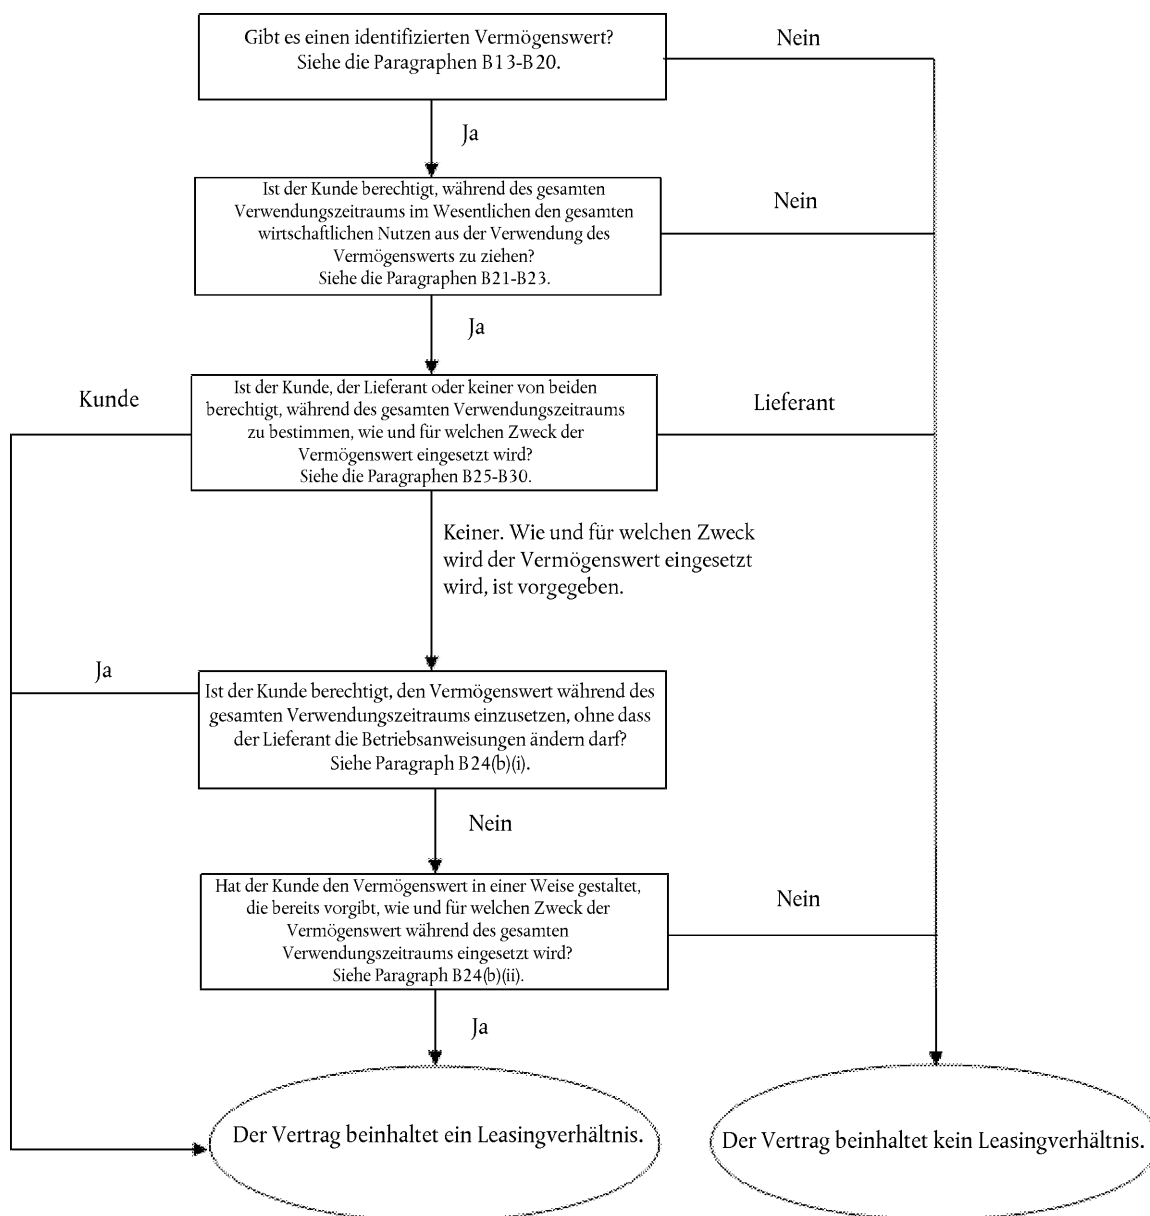 Gibt es einen identifizierten Vermögenswert?
Siehe die Paragraphen B13-B20.
Nein
Ja
Ist der Kunde berechtigt, während des gesamten
Verwendungszeitraums im Wesentlichen den gesamten
wirtschaftlichen Nutzen aus der Verwendung des
Vermögenswerts zu ziehen?
Siehe die Paragraphen B21-B23.
Nein
Ja
Kunde
Ist der Kunde, der Lieferant oder keiner von beiden
berechtigt, während des gesamten Verwendungszeitraums
zu bestimmen, wie und für welchen Zweck der
Vermögenswert eingesetzt wird?
Siehe die Paragraphen B25-B30.
Lieferant
Keiner. Wie und für welchen Zweck
wird der Vermögenswert eingesetzt
wird, ist vorgegeben.
Ja
Ist der Kunde berechtigt, den Vermögenswert während des
gesamten Verwendungszeitraums einzusetzen, ohne dass
der Lieferant die Betriebsanweisungen ändern darf?
Siehe Paragraph B24(b)(i).
Nein
Hat der Kunde den Vermögenswert in einer Weise gestaltet,
die bereits vorgibt, wie und für welchen Zweck der
Vermögenswert während des gesamten
Verwendungszeitraums eingesetzt wird?
Siehe Paragraph B24(b)(ii).
Nein
Ja
Der Vertrag beinhaltet ein Leasingverhältnis.
Der Vertrag beinhaltet kein Leasingverhältnis.